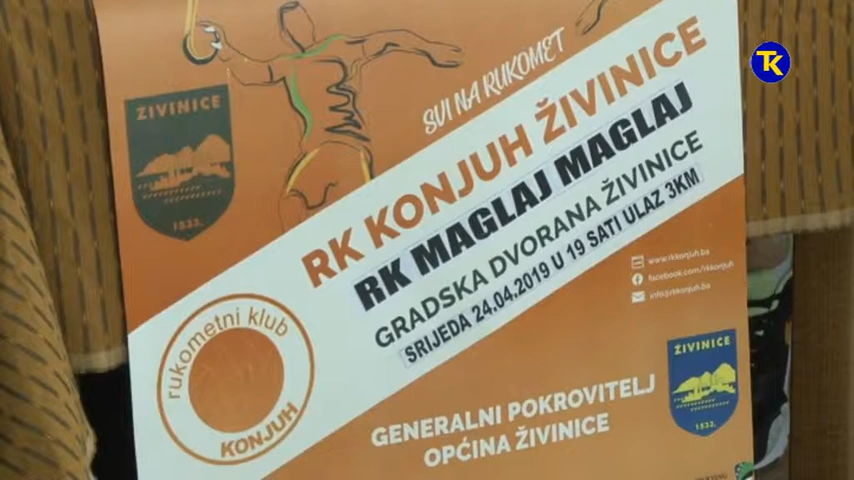 TK
ŽIVINICE
1533.
SVI NA RUKOMET
RK KONJUH ŽIVINICE
RK MAGLAJ MAGLAJ
GRADSKA DVORANA ŽIVINICE
SRIJEDA 24.04.2019 U 19 SATI ULAZ 3KM
www.rkkonjuh.ba
facebook.com/rkkonjuh
info@rkkonjuh.ba
rukometni klub
KONJUH
GENERALNI POKROVITELJ
OPĆINA ŽIVINICE
ŽIVINICE
1533.